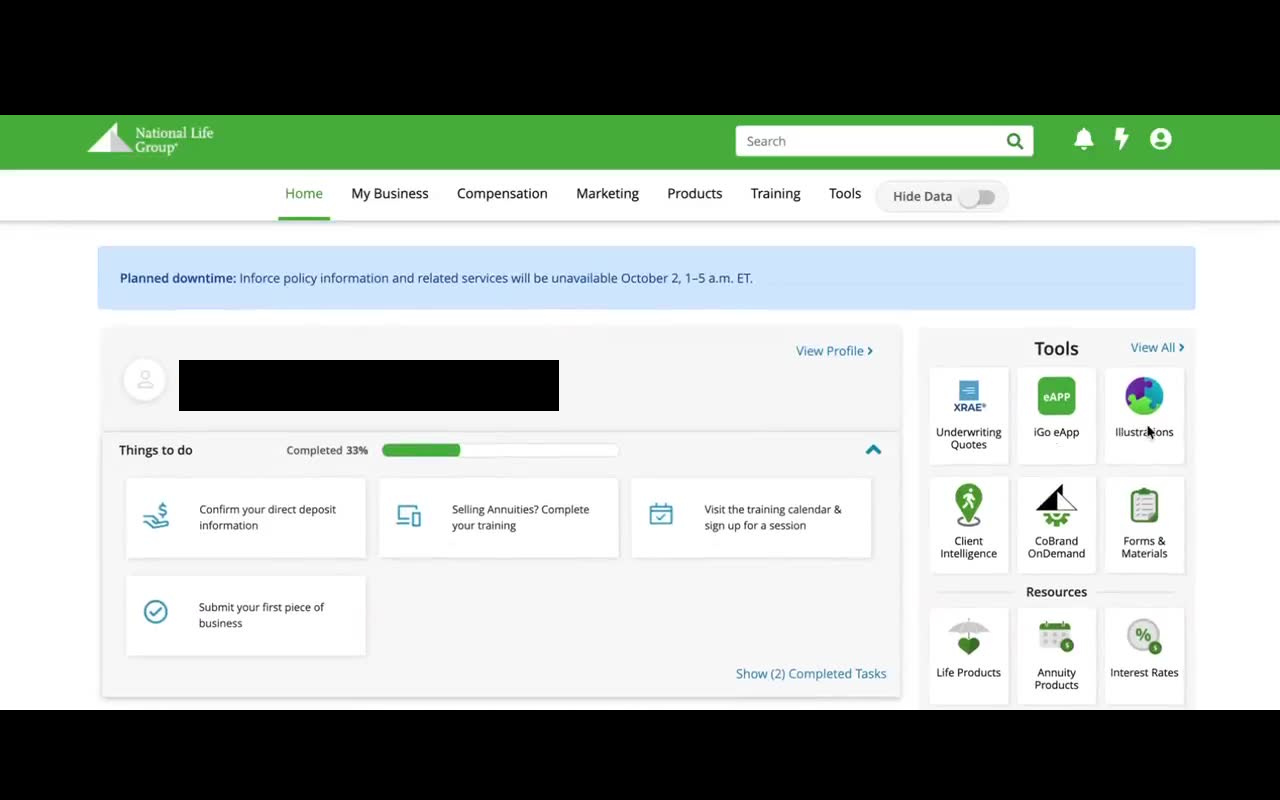 National Life
Group®
Search
Home
My Business
Compensation
Marketing
Products
Training
Tools
Hide Data
Planned downtime: Inforce policy information and related services will be unavailable October 2, 1–5 a.m. ET.
View Profile
Things to do
Completed 33%
Confirm your direct deposit
information
Selling Annuities? Complete
your training
Visit the training calendar &
sign up for a session
Submit your first piece of
business
Show (2) Completed Tasks
Tools
View All
XRAE®
Underwriting
Quotes
eAPP
iGo eApp
Illustrations
Client
Intelligence
CoBrand
OnDemand
Forms &
Materials
Resources
Life Products
$
Annuity
Products
%
$
Interest Rates